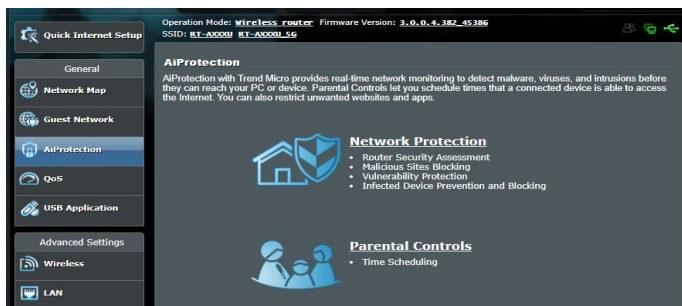 Operation Mode: Wireless router Firmware Version: 3.0.0.4.382_45386
SSID: RT-AXXXU RT-AXXXU_5G
Quick Internet Setup
General
Network Map
Guest Network
AiProtection
QoS
USB Application
Advanced Settings
Wireless
LAN
AiProtection
AiProtection with Trend Micro provides real-time network monitoring to detect malware, viruses, and intrusions before
they can reach your PC or device. Parental Controls let you schedule times that a connected device is able to access
the Internet. You can also restrict unwanted websites and apps.
Network Protection
• Router Security Assessment
• Malicious Sites Blocking
• Vulnerability Protection
• Infected Device Prevention and Blocking
Parental Controls
• Time Scheduling